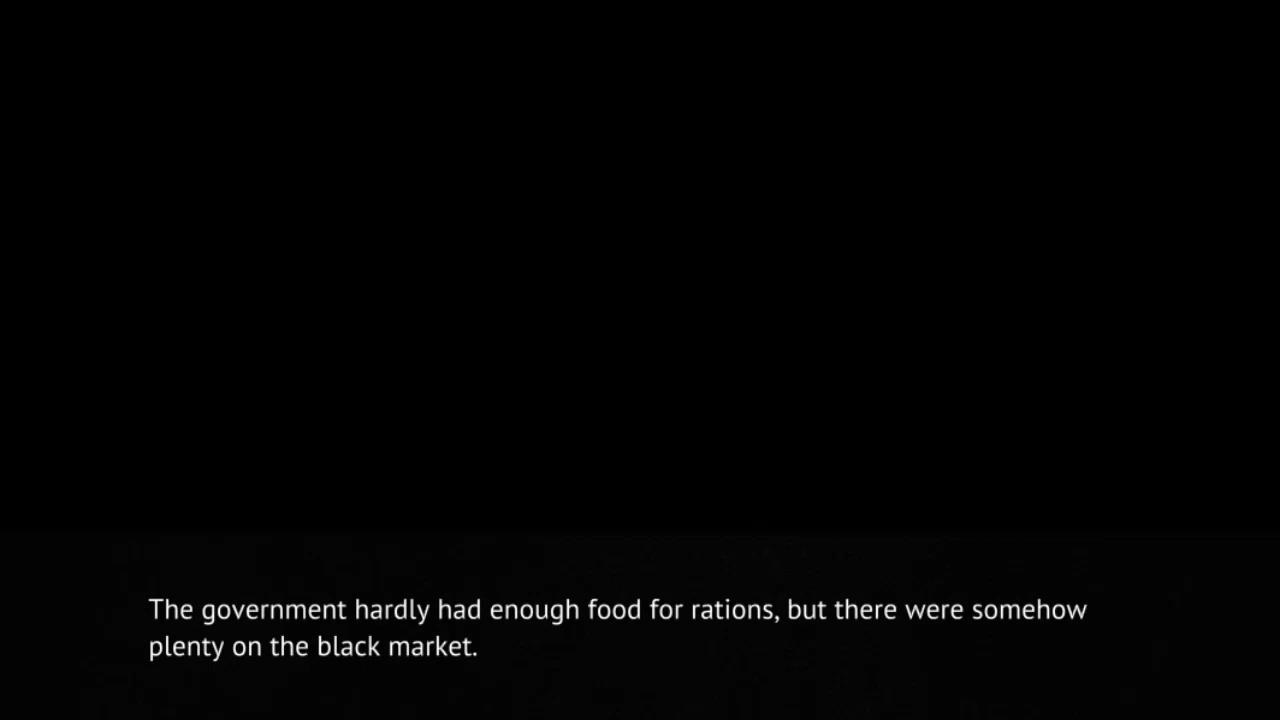 The government hardly had enough food for rations, but there were somehow
plenty on the black market.